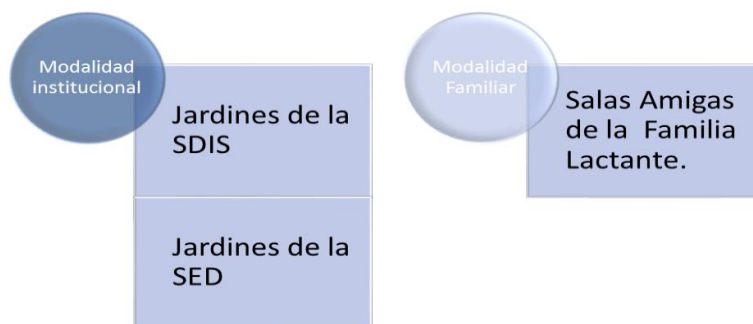 Modalidad
institucional
Jardines de la
SDIS
Jardines de la
SED
Modalidad
Familiar
Salas Amigas
de la Familia
Lactante.